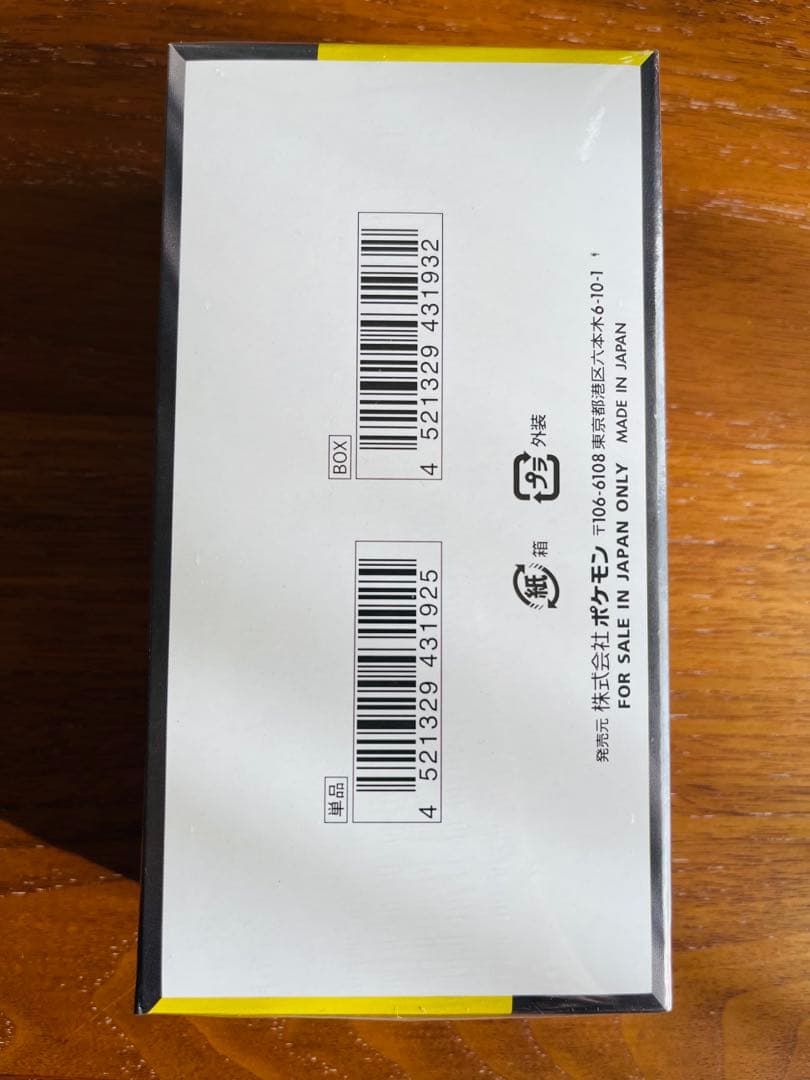 単品
4 521329 431925
BOX
4 521329 431932
紙 箱
プラ 外装
発売元 株式会社 ポケモン 〒106-6108 東京都港区六本木6-10-1
FOR SALE IN JAPAN ONLY MADE IN JAPAN